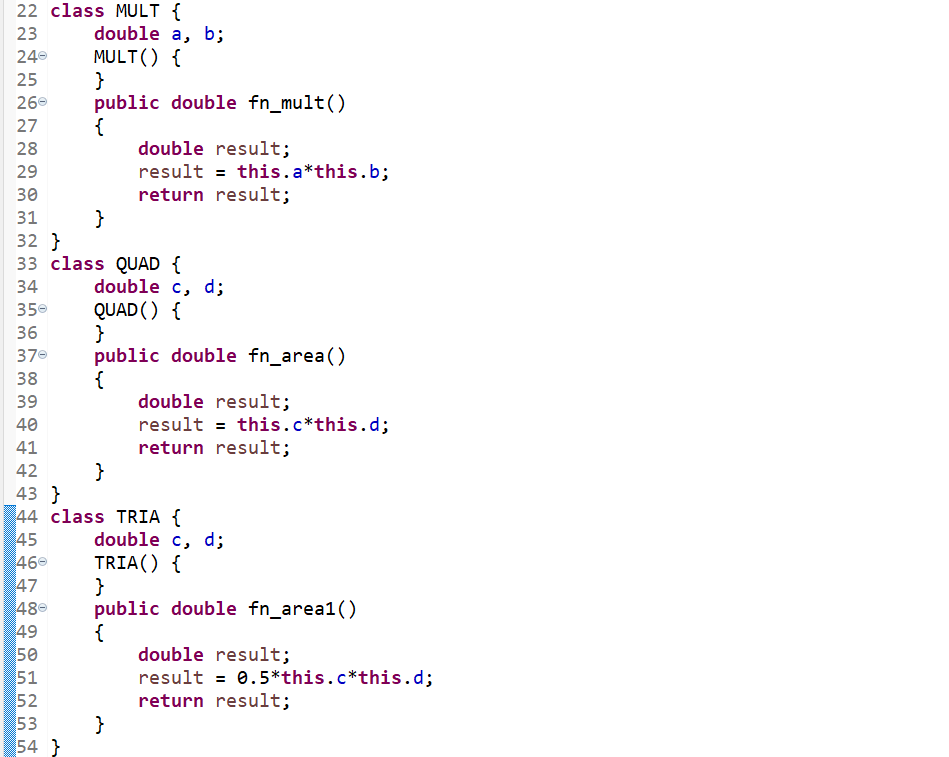 22 class MULT {
23     double a, b;
24     MULT() {
25     }
26     public double fn_mult()
27     {
28         double result;
29         result = this.a*this.b;
30         return result;
31     }
32 }
33 class QUAD {
34     double c, d;
35     QUAD() {
36     }
37     public double fn_area()
38     {
39         double result;
40         result = this.c*this.d;
41         return result;
42     }
43 }
44 class TRIA {
45     double c, d;
46     TRIA() {
47     }
48     public double fn_area1()
49     {
50         double result;
51         result = 0.5*this.c*this.d;
52         return result;
53     }
54 }